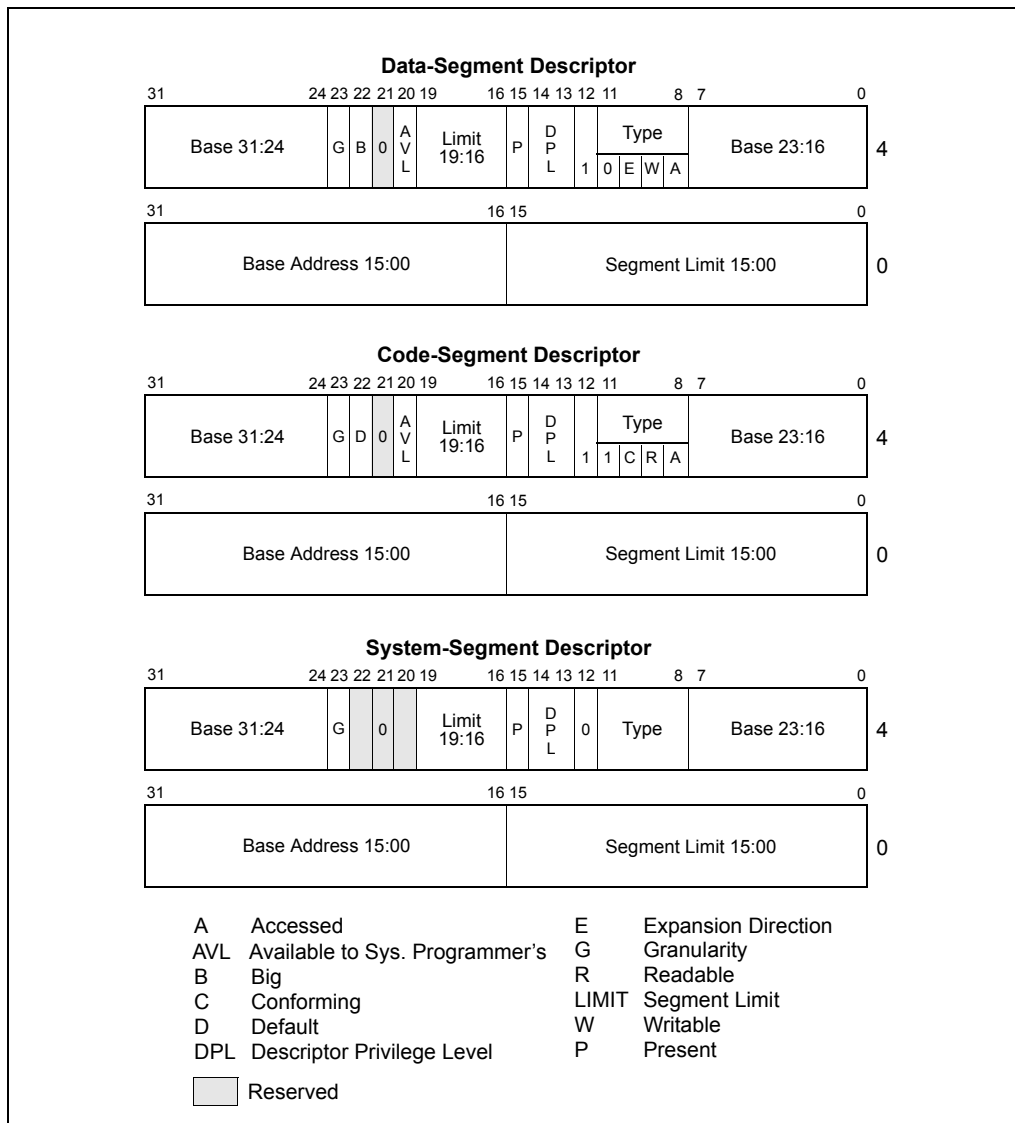 Data-Segment Descriptor
31 24 23 22 21 20 19 16 15 14 13 12 11 8 7 0
Base 31:24 G B 0 AVL Limit 19:16 P DPL 1 Type 0 E W A Base 23:16 4
31 16 15 0
Base Address 15:00 Segment Limit 15:00 0
Code-Segment Descriptor
31 24 23 22 21 20 19 16 15 14 13 12 11 8 7 0
Base 31:24 G D 0 AVL Limit 19:16 P DPL 1 Type 1 C R A Base 23:16 4
31 16 15 0
Base Address 15:00 Segment Limit 15:00 0
System-Segment Descriptor
31 24 23 22 21 20 19 16 15 14 13 12 11 8 7 0
Base 31:24 G 0 Limit 19:16 P DPL 0 Type Base 23:16 4
31 16 15 0
Base Address 15:00 Segment Limit 15:00 0
A Accessed
AVL Available to Sys. Programmer’s
B Big
C Conforming
D Default
DPL Descriptor Privilege Level
Reserved
E Expansion Direction
G Granularity
R Readable
LIMIT Segment Limit
W Writable
P Present